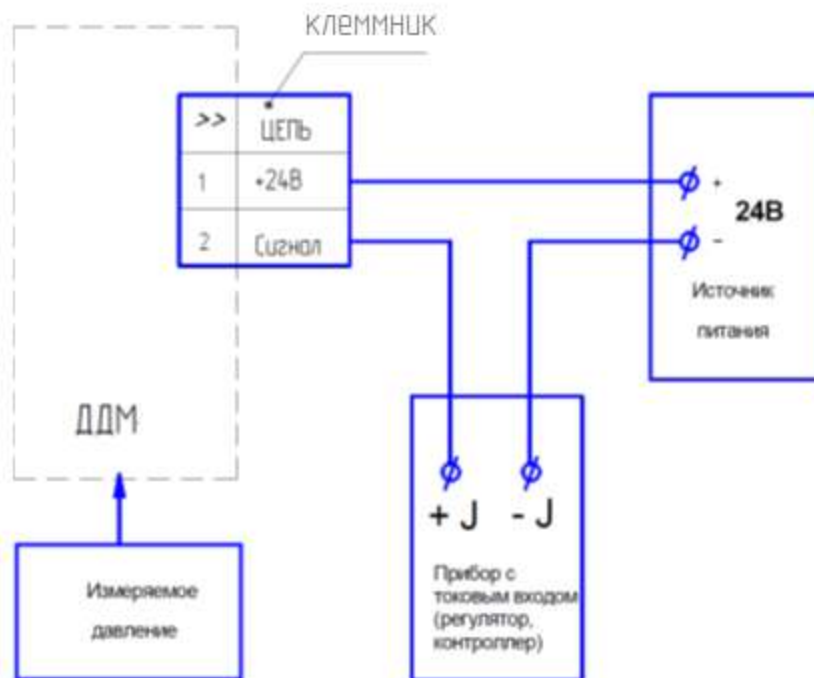 клеммник
>> ЦЕПЬ
1 +24В
2 Сигнал
+
24В
-
Источник
питания
ДДМ
+ J - J
Измеряемое
давление
Прибор с
токовым входом
(регулятор,
контроллер)